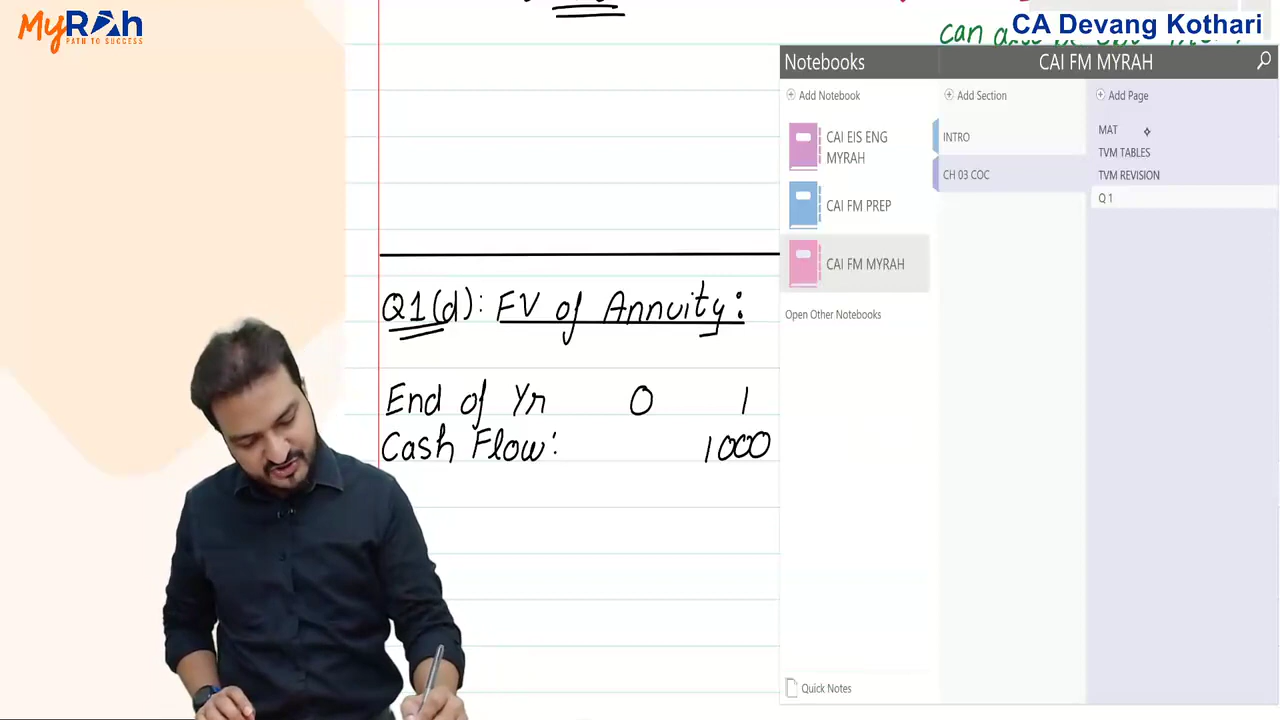 MyRAh
PATH TO SUCCESS
CA Devang Kothari
can
Notebooks
CAI FM MYRAH
Add Notebook
Add Section
Add Page
CAI EIS ENG
MYRAH
CAI FM PREP
CAI FM MYRAH
Open Other Notebooks
INTRO
CH 03 COC
MAT
TVM TABLES
TVM REVISION
Q 1
Q1(d): FV of Annuity:
End of Yr 0 1
Cash Flow: 1000
Quick Notes